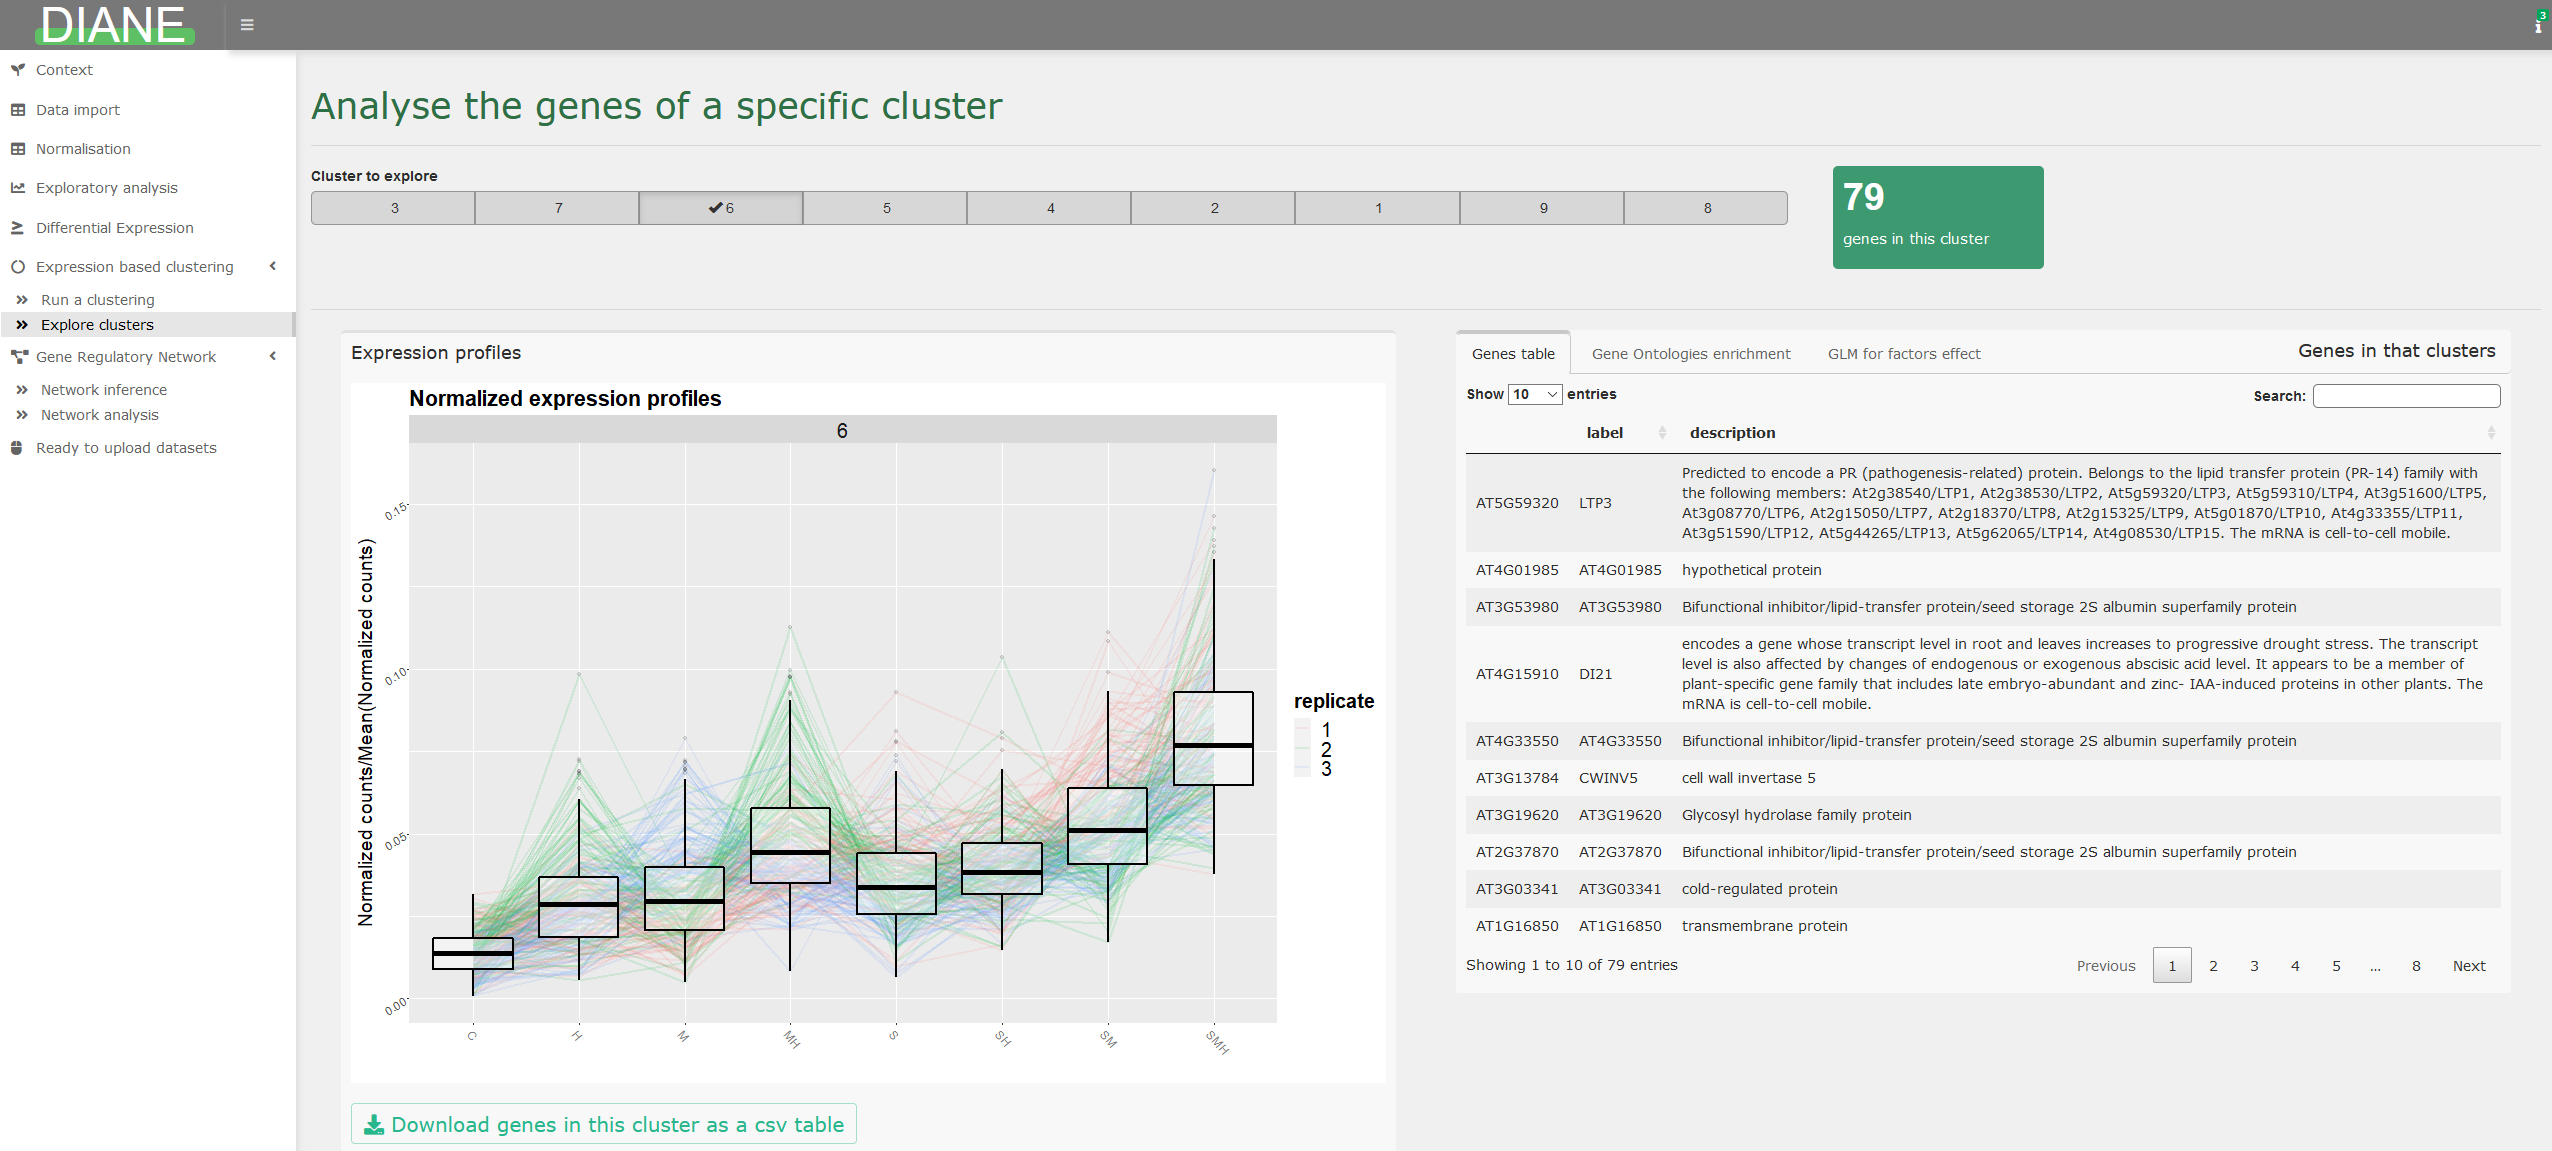 DIANE
3
Context
Data import
Normalisation
Exploratory analysis
Differential Expression
Expression based clustering
Run a clustering
Explore clusters
Gene Regulatory Network
Network inference
Network analysis
Ready to upload datasets
Analyse the genes of a specific cluster
Cluster to explore
3 7 6 5 4 2 1 9 8
79
genes in this cluster
Expression profiles
Normalized expression profiles
6
Normalized counts/Mean(Normalized counts)
0.15
0.10
0.05
0.00
C H M MH S SH SM SMH
replicate
1
2
3
Download genes in this cluster as a csv table
Genes table Gene Ontologies enrichment GLM for factors effect Genes in that clusters
Show 10 entries Search:
label description
AT5G59320 LTP3 Predicted to encode a PR (pathogenesis-related) protein. Belongs to the lipid transfer protein (PR-14) family with
the following members: At2g38540/LTP1, At2g38530/LTP2, At5g59320/LTP3, At5g59310/LTP4, At3g51600/LTP5,
At3g08770/LTP6, At2g15050/LTP7, At2g18370/LTP8, At2g15325/LTP9, At5g01870/LTP10, At4g33355/LTP11,
At3g51590/LTP12, At5g44265/LTP13, At5g62065/LTP14, At4g08530/LTP15. The mRNA is cell-to-cell mobile.
AT4G01985 AT4G01985 hypothetical protein
AT3G53980 AT3G53980 Bifunctional inhibitor/lipid-transfer protein/seed storage 2S albumin superfamily protein
AT4G15910 DI21 encodes a gene whose transcript level in root and leaves increases to progressive drought stress. The transcript
level is also affected by changes of endogenous or exogenous abscisic acid level. It appears to be a member of
plant-specific gene family that includes late embryo-abundant and zinc- IAA-induced proteins in other plants. The
mRNA is cell-to-cell mobile.
AT4G33550 AT4G33550 Bifunctional inhibitor/lipid-transfer protein/seed storage 2S albumin superfamily protein
AT3G13784 CWINV5 cell wall invertase 5
AT3G19620 AT3G19620 Glycosyl hydrolase family protein
AT2G37870 AT2G37870 Bifunctional inhibitor/lipid-transfer protein/seed storage 2S albumin superfamily protein
AT3G03341 AT3G03341 cold-regulated protein
AT1G16850 AT1G16850 transmembrane protein
Showing 1 to 10 of 79 entries Previous 1 2 3 4 5 ... 8 Next